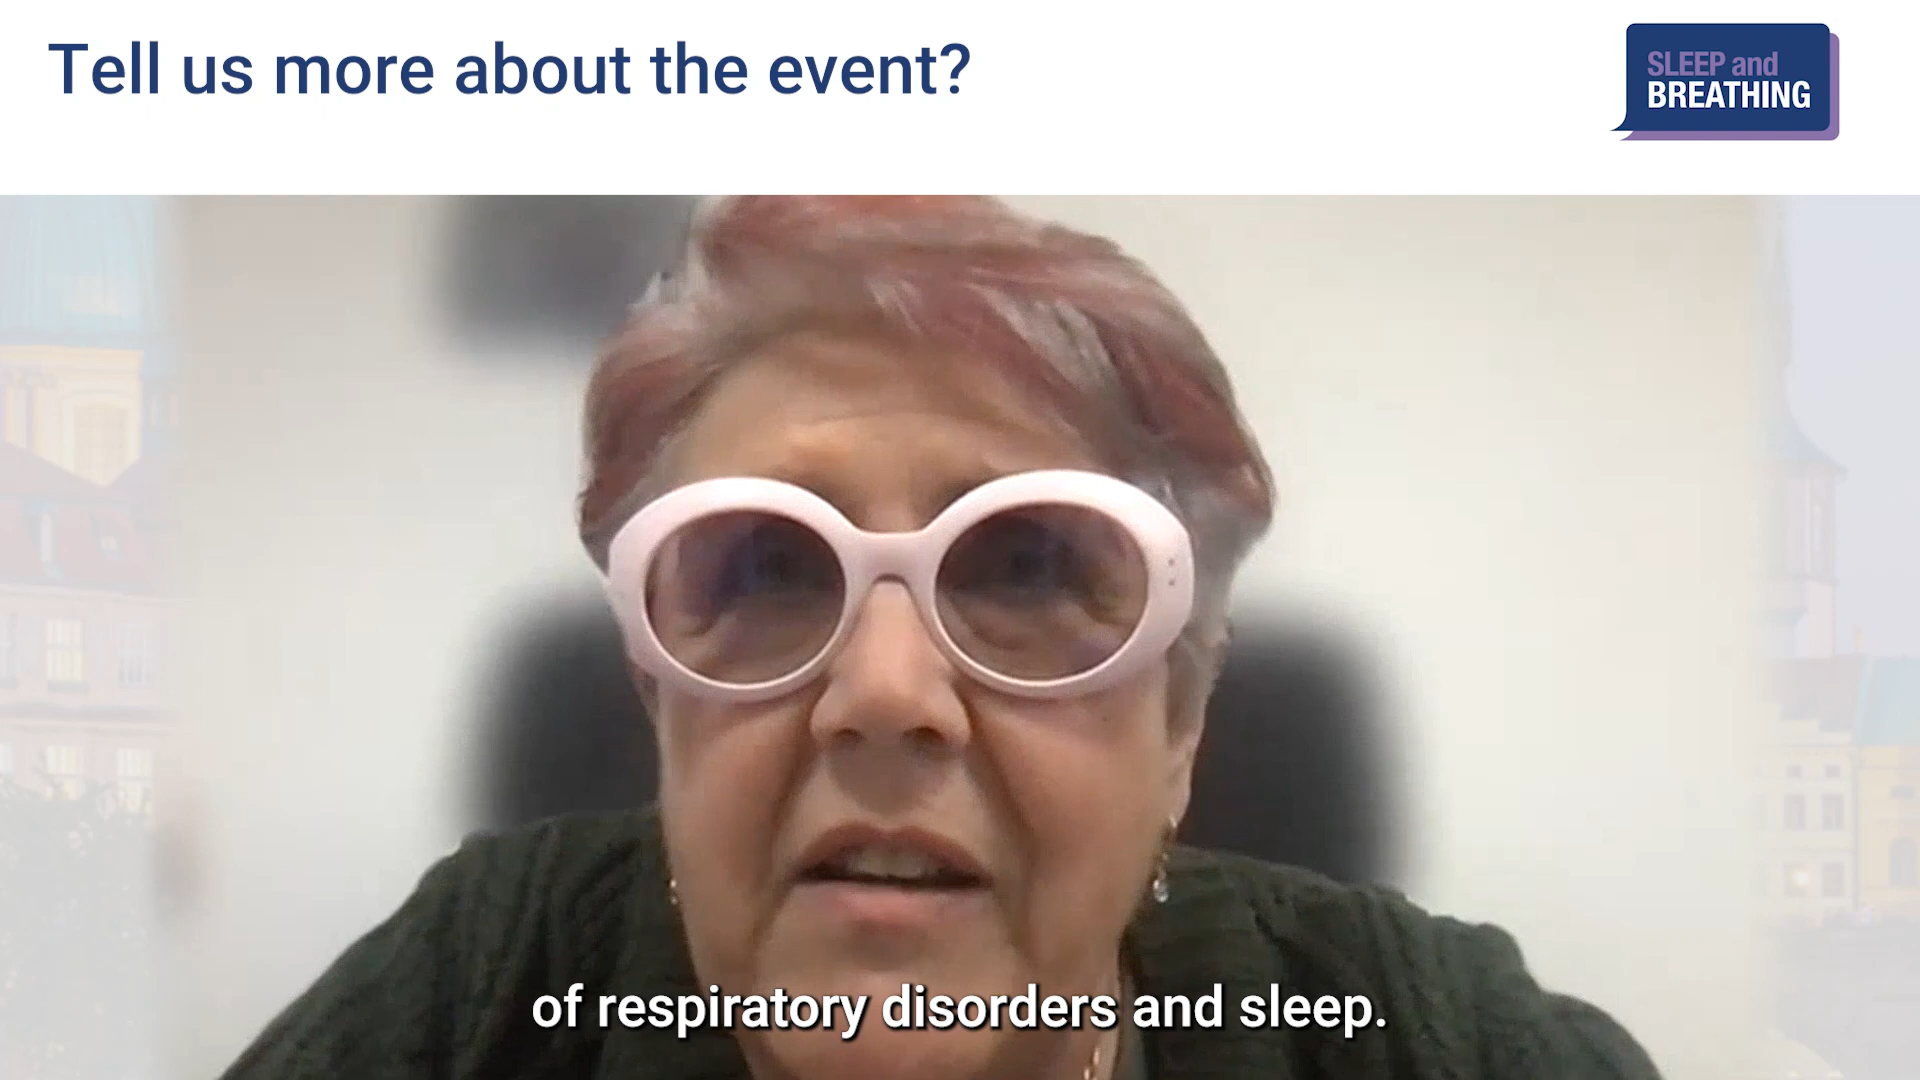 Tell us more about the event?
SLEEP and
BREATHING
of respiratory disorders and sleep.